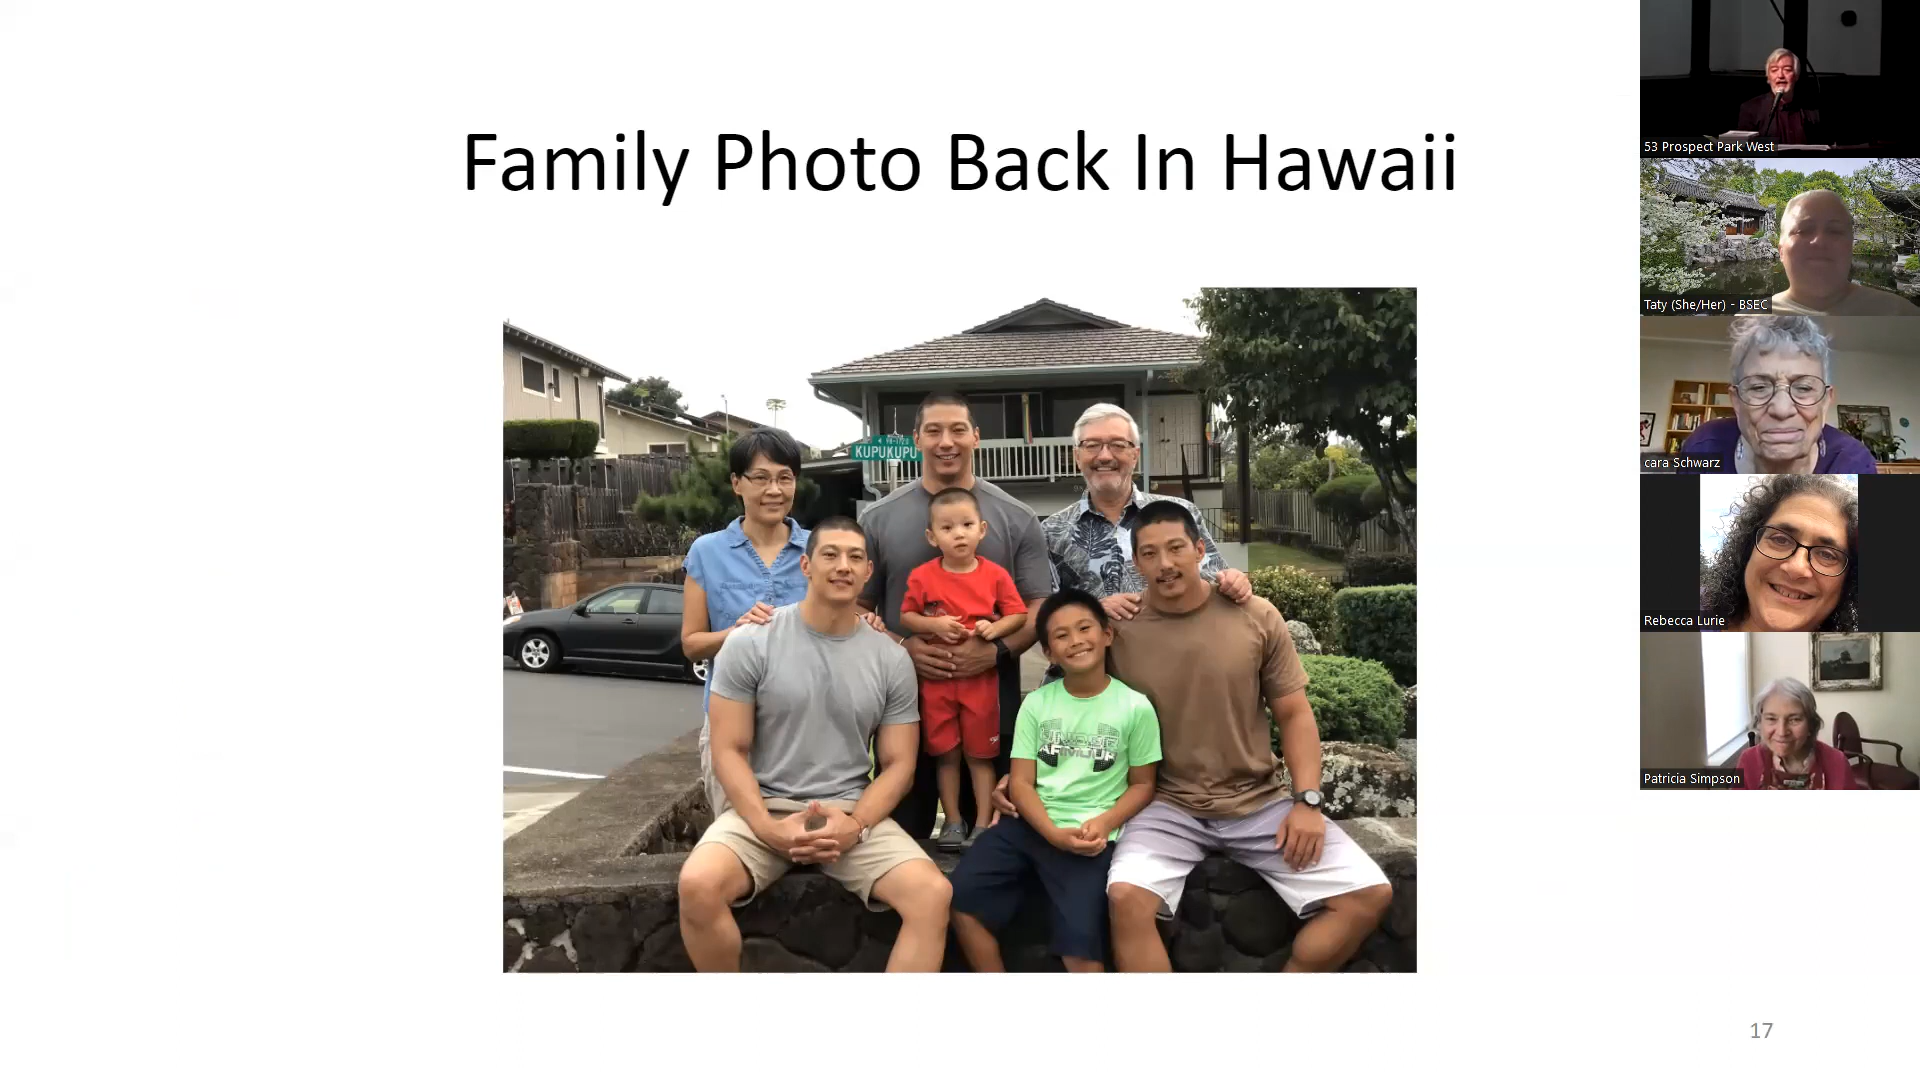 Family Photo Back In Hawaii
KUPUKUPU
ARMOUR
17
53 Prospect Park West
Taty (She/Her) - BSEC
cara Schwarz
Rebecca Lurie
Patricia Simpson